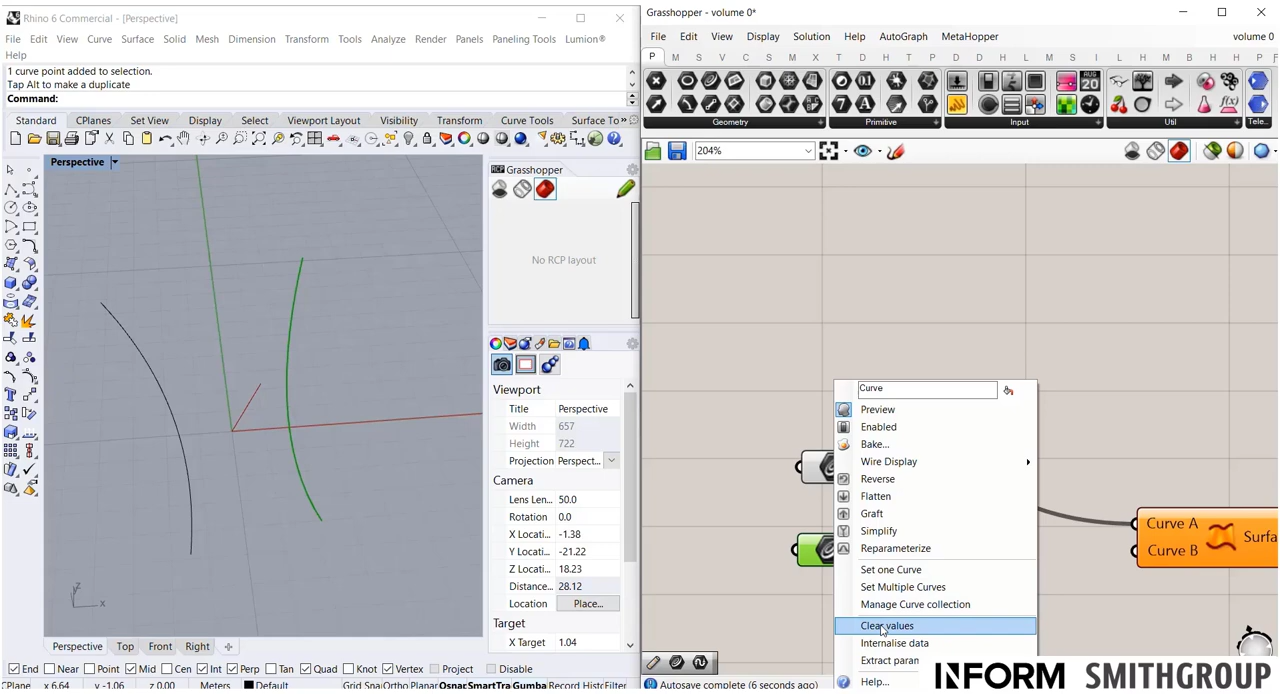 Rhino 6 Commercial - [Perspective]
File Edit View Curve Surface Solid Mesh Dimension Transform Tools Analyze Render Panels Paneling Tools Lumion®
Help
1 curve point added to selection.
Tap Alt to make a duplicate
Command:
Standard CPlanes Set View Display Select Viewport Layout Visibility Transform Curve Tools Surface To»
Perspective
z
x
Perspective Top Front Right
End Near Point Mid Cen Int Perp Tan Quad Knot Vertex Project Disable
CPlane x 6.64 y -1.06 z 0.00 Meters Default Grid Sna Ortho Planar Osnap SmartTra Gumba Record Histo Filter
RCP Grasshopper
No RCP layout
Viewport
Title Perspective
Width 657
Height 722
Projection Perspect...
Camera
Lens Len... 50.0
Rotation 0.0
X Locati... -1.38
Y Locati... -21.22
Z Locati... 18.23
Distance... 28.12
Location Place...
Target
X Target 1.04
Grasshopper - volume 0*
File Edit View Display Solution Help AutoGraph MetaHopper volume 0
P M S V C S M I T D W H L B K P L M E S A H H H H P F
Geometry Primitive Input Util Tele...
AUG
20
204%
Curve
Preview
Enabled
Bake...
Wire Display
Reverse
Flatten
Graft
Simplify
Reparameterize
Set one Curve
Set Multiple Curves
Manage Curve collection
Clear values
Internalise data
Extract param
Help...
Curve A
Curve B
Surfa
Autosave complete (6 seconds ago)
INFORM SMITHGROUP